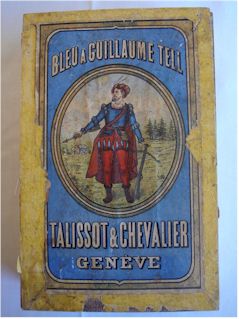 BLEU A GUILLAUME TELL
TALISSOT & CHEVALIER
GENÈVE